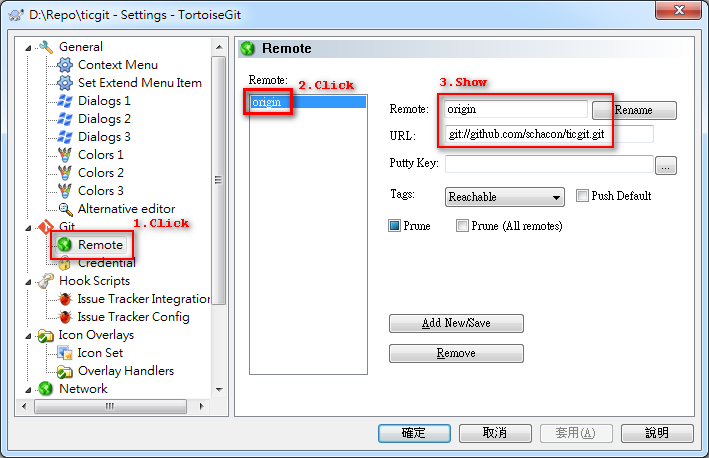 D:\Repo\ticgit - Settings - TortoiseGit
General
Context Menu
Set Extend Menu Item
Dialogs 1
Dialogs 2
Dialogs 3
Colors 1
Colors 2
Colors 3
Alternative editor
Git
1.Click
Remote
Credential
Hook Scripts
Issue Tracker Integration
Issue Tracker Config
Icon Overlays
Icon Set
Overlay Handlers
Network
Remote
Remote:
2.Click
origin
3.Show
Remote: origin Rename
URL: git://github.com/schacon/ticgit.git
Putty Key: ...
Tags: Reachable Push Default
Prune Prune (All remotes)
Add New/Save
Remove
確定 取消 套用(A) 說明